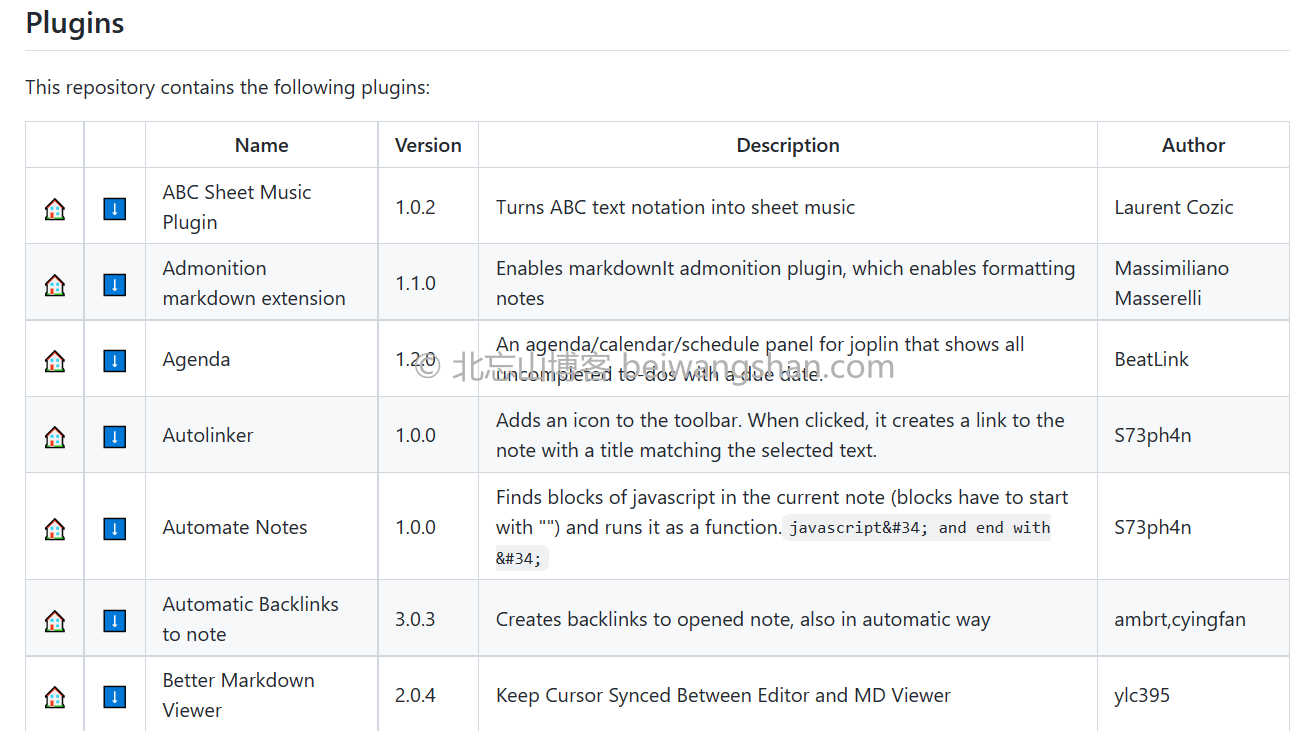 Plugins
This repository contains the following plugins:
Name Version Description Author
ABC Sheet Music
Plugin
1.0.2
Turns ABC text notation into sheet music
Laurent Cozic
Admonition
markdown extension
1.1.0
Enables markdownIt admonition plugin, which enables formatting
notes
Massimiliano
Masserelli
Agenda
1.2.0
An agenda/calendar/schedule panel for joplin that shows all
uncompleted to-dos with a due date.
BeatLink
© 北忘山博客 beiwangshan.com
Autolinker
1.0.0
Adds an icon to the toolbar. When clicked, it creates a link to the
note with a title matching the selected text.
S73ph4n
Automate Notes
1.0.0
Finds blocks of javascript in the current note (blocks have to start
with "") and runs it as a function. javascript&#34; and end with
&#34;
S73ph4n
Automatic Backlinks
to note
3.0.3
Creates backlinks to opened note, also in automatic way
ambrt,cyingfan
Better Markdown
Viewer
2.0.4
Keep Cursor Synced Between Editor and MD Viewer
ylc395